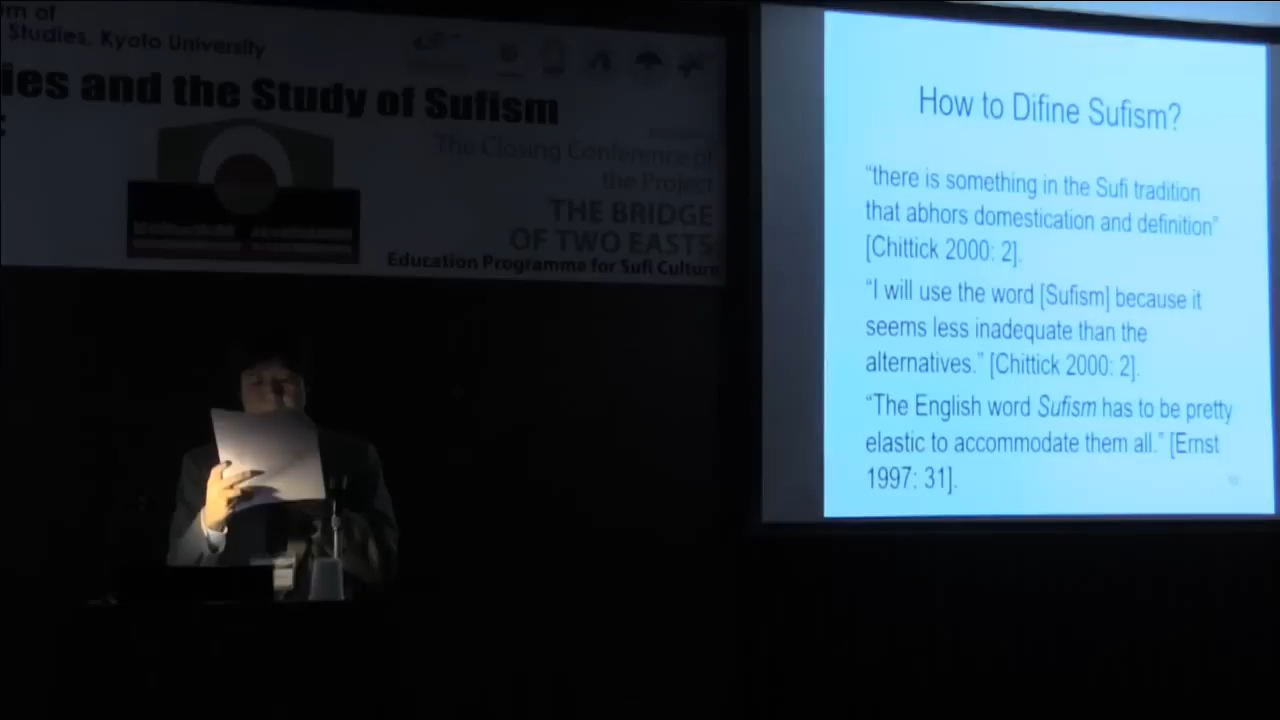 m of
Studies, Kyoto University
ies and the Study of Sufism
The Closing Conference of
the Project
THE BRIDGE
OF TWO EASTS
Education Programme for Sufi Culture
How to Difine Sufism?
“there is something in the Sufi tradition
that abhors domestication and definition”
[Chittick 2000: 2].
“I will use the word [Sufism] because it
seems less inadequate than the
alternatives.” [Chittick 2000: 2].
“The English word Sufism has to be pretty
elastic to accommodate them all.” [Ernst
1997: 31].